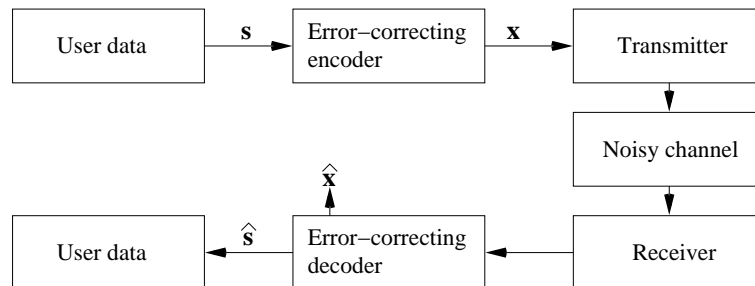 User data
s
Error−correcting
encoder
x
Transmitter
Noisy channel
x̂
User data
ŝ
Error−correcting
decoder
Receiver